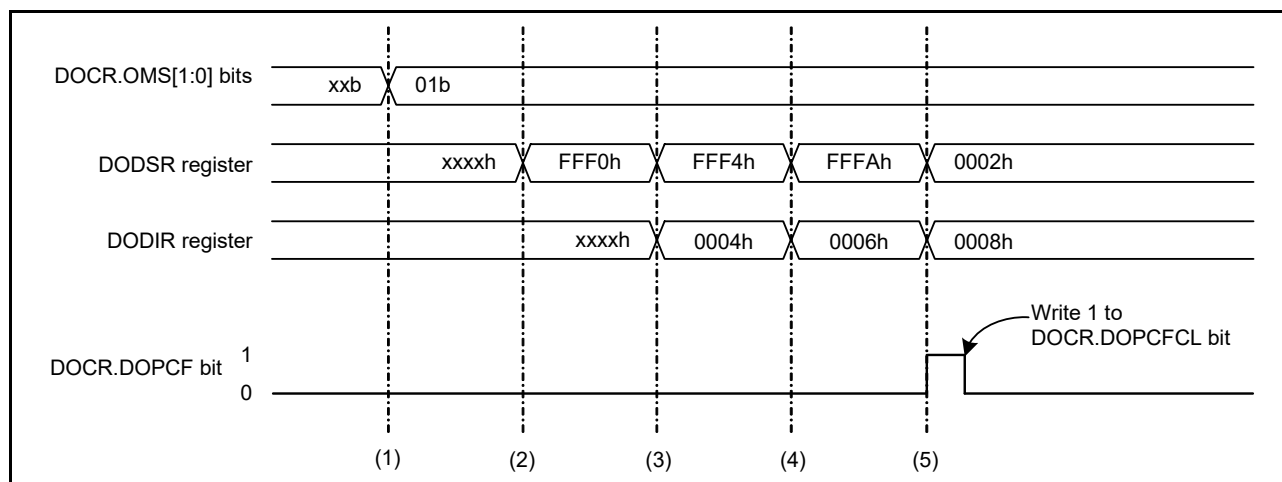 DOCR.OMS[1:0] bits
xxb
01b
DODSR register
xxxxh
FFF0h
FFF4h
FFFAh
0002h
DODIR register
xxxxh
0004h
0006h
0008h
Write 1 to
DOCR.DOPCFCL bit
DOCR.DOPCF bit
1
0
(1)
(2)
(3)
(4)
(5)